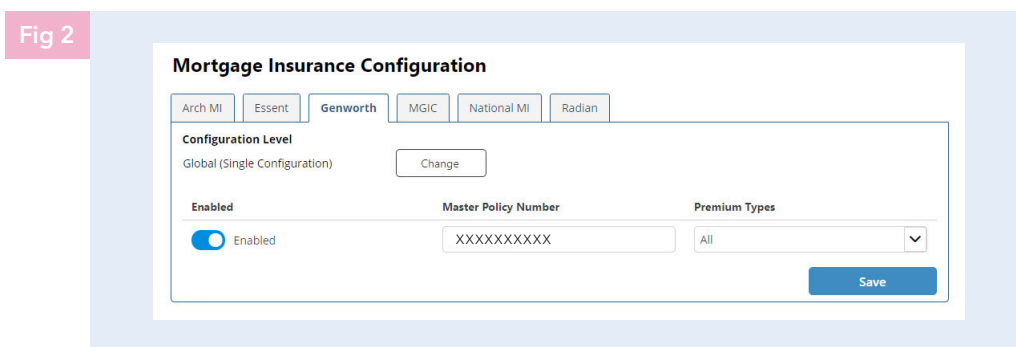 Fig 2
Mortgage Insurance Configuration
Arch MI Essent Genworth MGIC National MI Radian
Configuration Level
Global (Single Configuration) Change
Enabled Master Policy Number Premium Types
Enabled XXXXXXXXXX All
Save